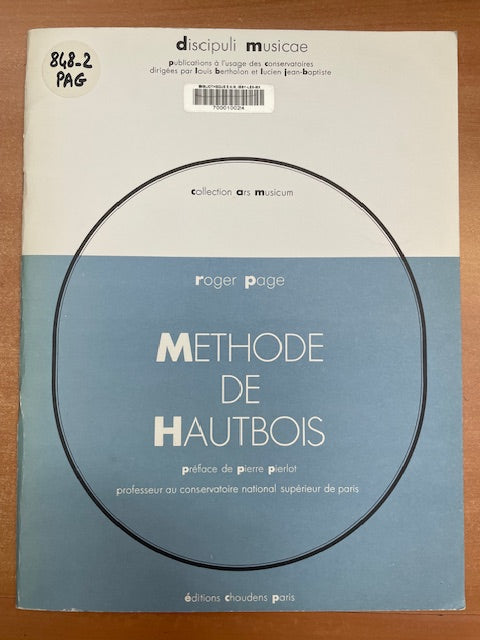 discipuli musicae
848-2
PAG
publications à l'usage des conservatoires
dirigées par louis bertholon et lucien jean-baptiste
700010024
collection ars musicum
roger page
METHODE
DE
HAUTBOIS
préface de pierre pierlot
professeur au conservatoire national supérieur de paris
éditions choudens paris